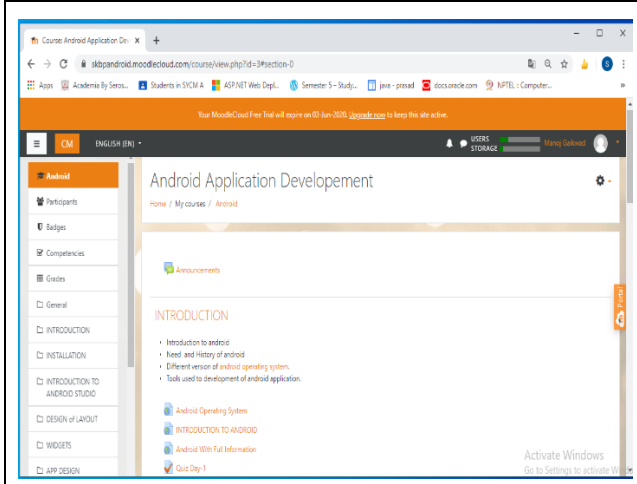 Course: Android Application Dev
skbpandroid.moodlecloud.com/course/view.php?id=3#section-0
Apps Academia By Seros... Students in SYCM A ASP.NET Web Depl... Semester 5 – Study... java - prasad docs.oracle.com NPTEL : Computer...
Your MoodleCloud Free Trial will expire on 03-Jun-2020. Upgrade now to keep this site active.
CM ENGLISH (EN) USERS STORAGE Manoj Gaikwad
Android
Participants
Badges
Competencies
Grades
General
INTRODUCTION
INSTALLATION
INTRODUCTION TO
ANDROID STUDIO
DESIGN of LAYOUT
WIDGETS
APP DESIGN
Android Application Developement
Home / My courses / Android
Announcements
INTRODUCTION
Introduction to android
Need and History of android
Different version of android operating system.
Tools used to development of android application.
Android Operating System
INTRODUCTION TO ANDROID
Android With Full Information
Quiz Day-1
Portal
Activate Windows
Go to Settings to activate Wind